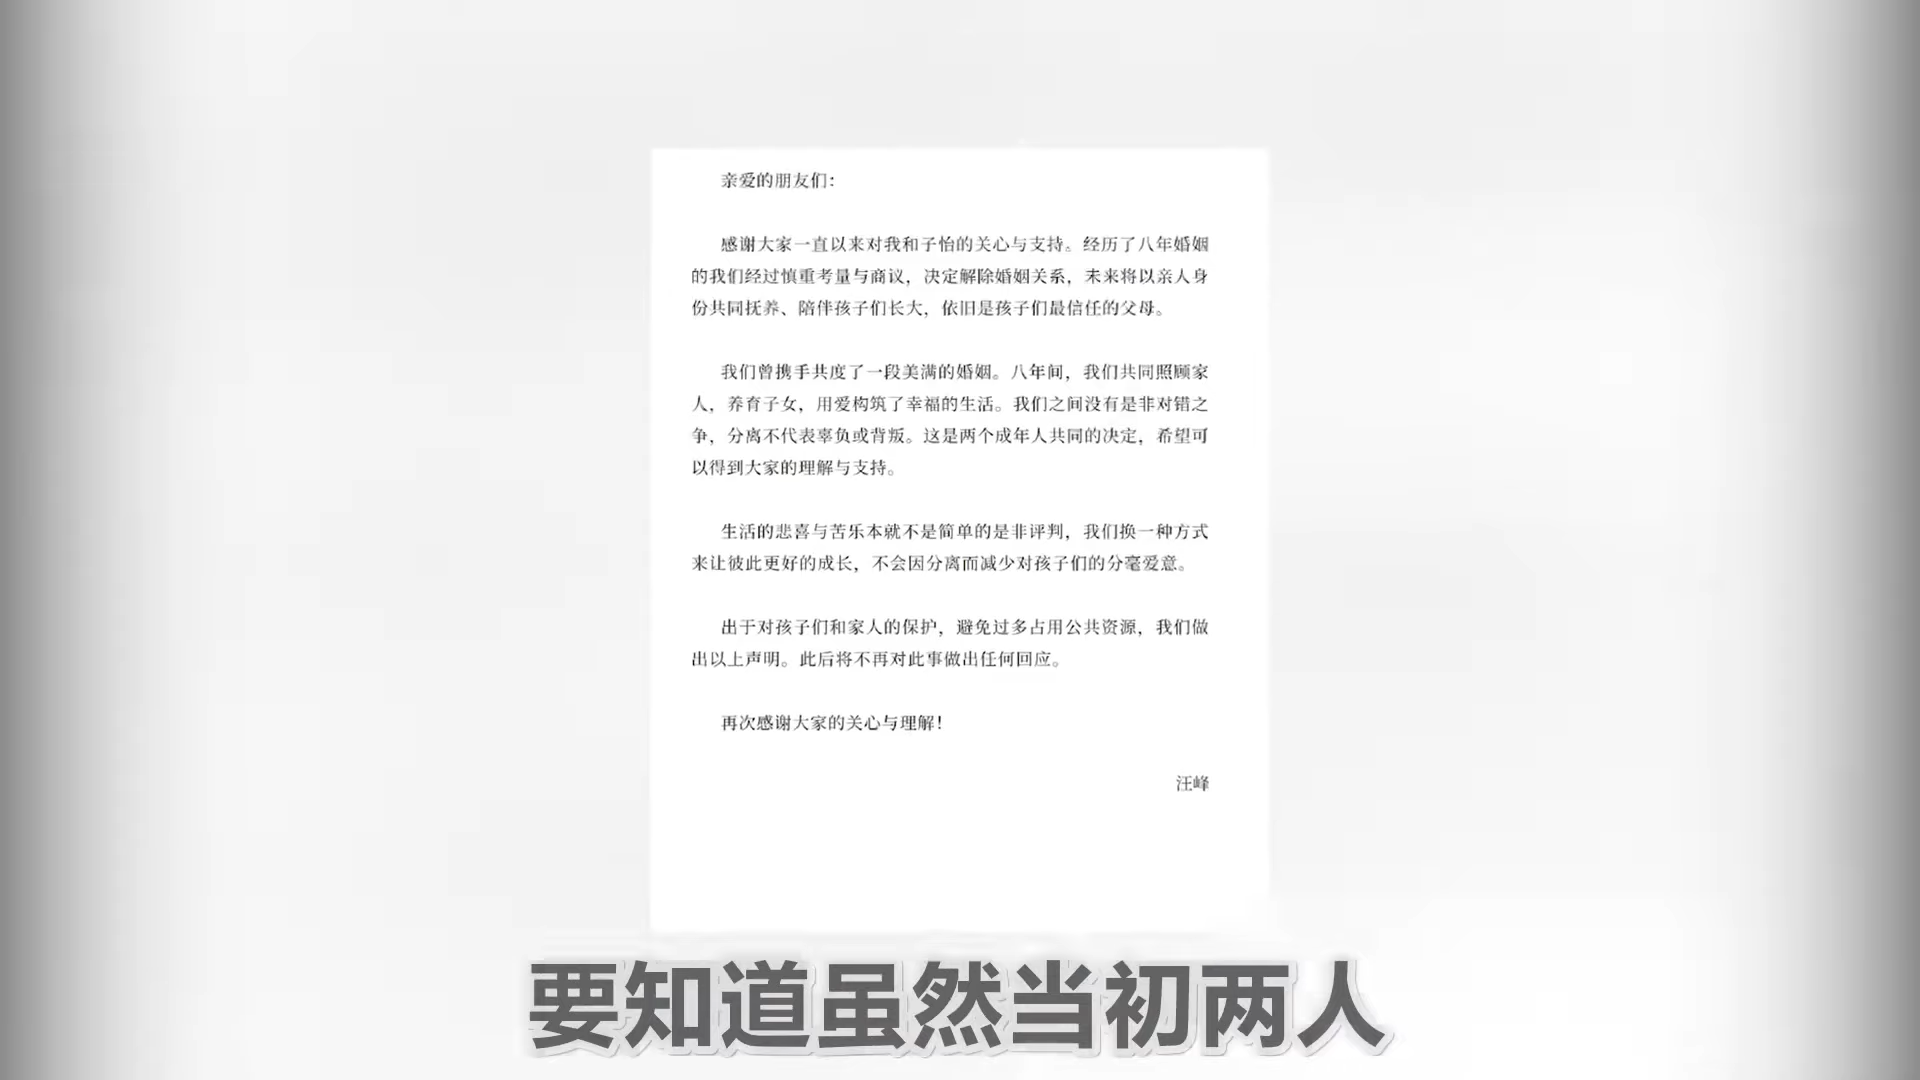 亲爱的朋友们：
感谢大家一直以来对我和子怡的关心与支持。经历了八年婚姻
的我们经过慎重考量与商议，决定解除婚姻关系，未来将以亲人身
份共同抚养、陪伴孩子们长大，依旧是孩子们最信任的父母。
我们曾携手共度了一段美满的婚姻。八年间，我们共同照顾家
人，养育子女，用爱构筑了幸福的生活。我们之间没有是非对错之
争，分离不代表辜负或背叛。这是两个成年人共同的决定，希望可
以得到大家的理解与支持。
生活的悲喜与苦乐本就不是简单的是非评判，我们换一种方式
来让彼此更好的成长，不会因分离而减少对孩子们的分毫爱意。
出于对孩子们和家人的保护，避免过多占用公共资源，我们做
出以上声明。此后将不再对此事做出任何回应。
再次感谢大家的关心与理解！
汪峰
要知道虽然当初两人